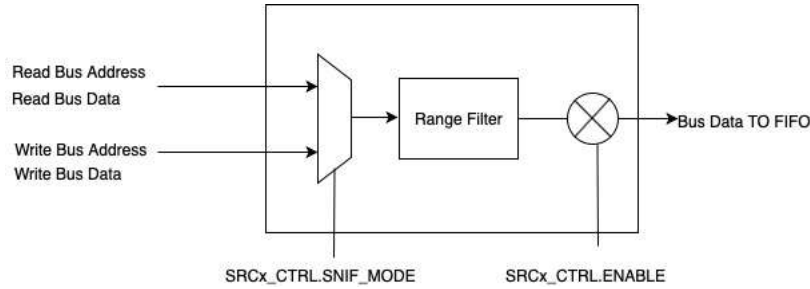 Read Bus Address
Read Bus Data
Write Bus Address
Write Bus Data
Range Filter
Bus Data TO FIFO
SRCx_CTRL.SNIF_MODE
SRCx_CTRL.ENABLE